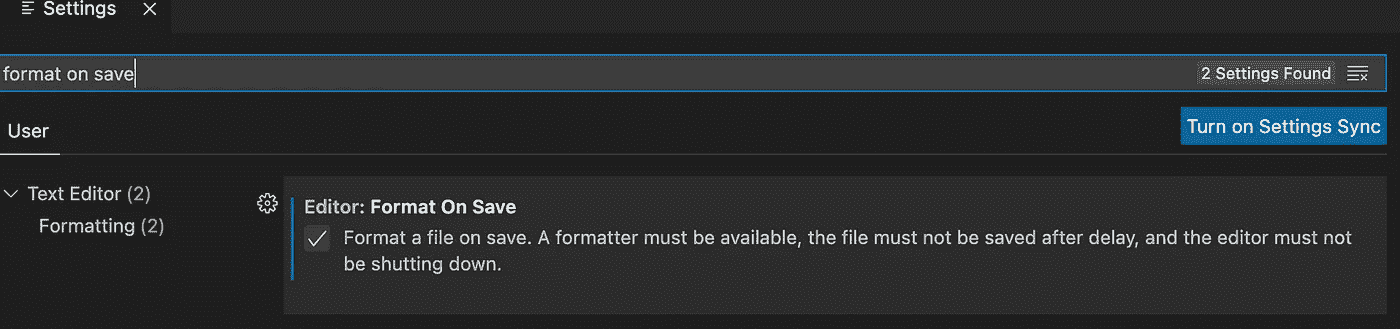 Settings
format on save
2 Settings Found
User
Turn on Settings Sync
Text Editor (2)
Formatting (2)
Editor: Format On Save
Format a file on save. A formatter must be available, the file must not be saved after delay, and the editor must not
be shutting down.